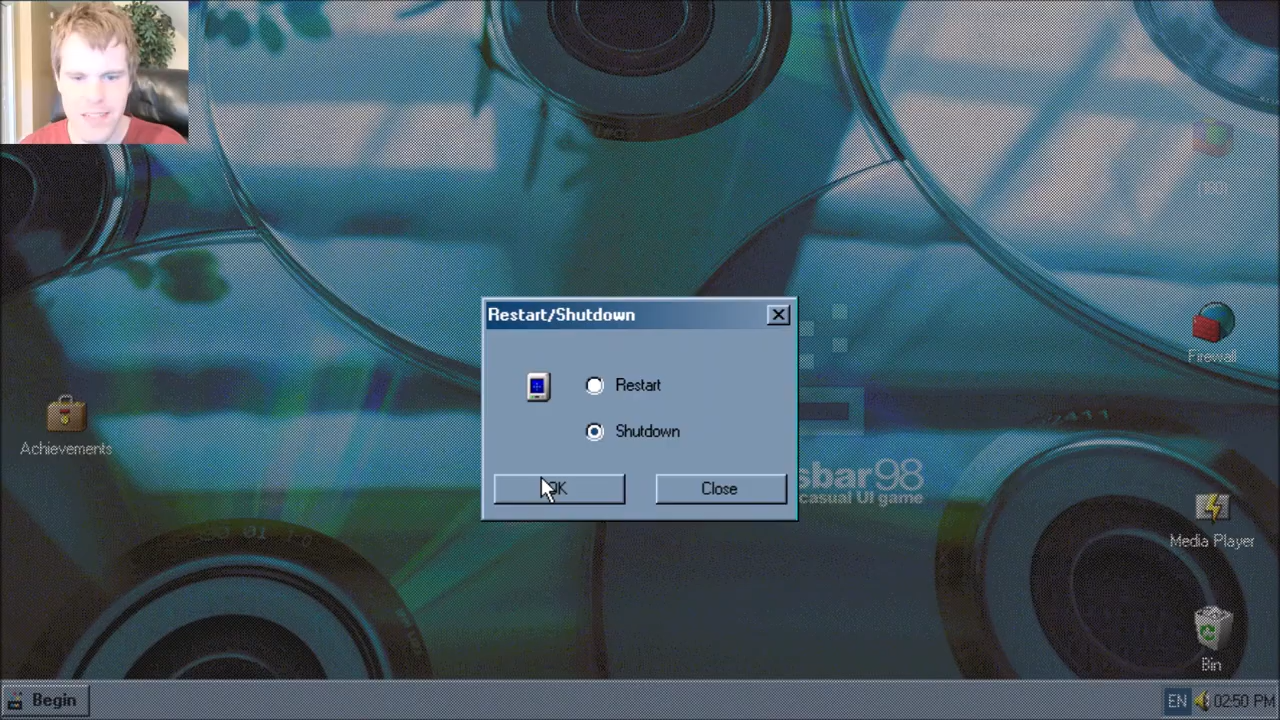 Restart/Shutdown
Restart
Shutdown
OK
Close
Achievements
Firewall
sbar98
casual UI game
Media Player
Bin
Begin
EN
02:50 PM